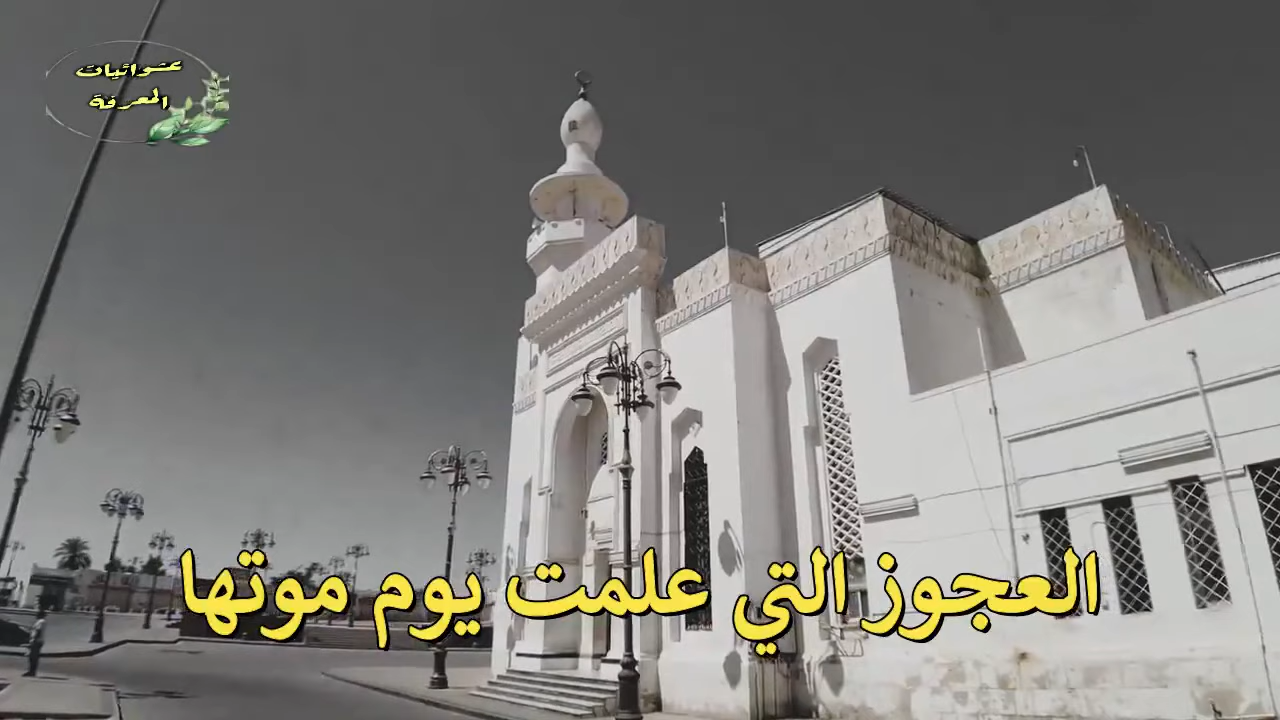 عشوائيات
المعرفة
العجوز التي علمت يوم موتها